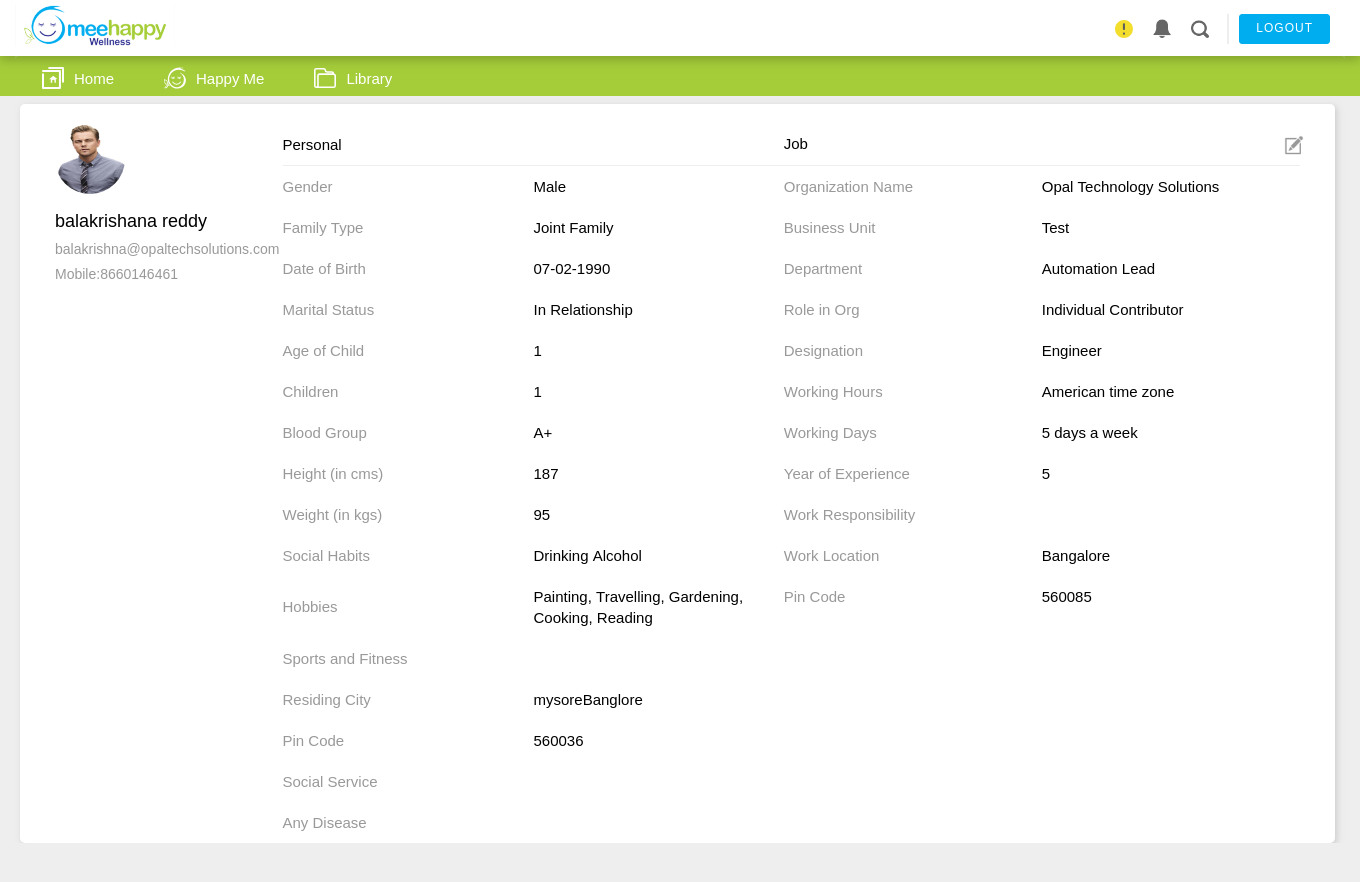 meehappy
Wellness
LOGOUT
Home
Happy Me
Library
balakrishana reddy
balakrishna@opaltechsolutions.com
Mobile:8660146461
Personal
Gender Male
Family Type Joint Family
Date of Birth 07-02-1990
Marital Status In Relationship
Age of Child 1
Children 1
Blood Group A+
Height (in cms) 187
Weight (in kgs) 95
Social Habits Drinking Alcohol
Hobbies Painting, Travelling, Gardening,
Cooking, Reading
Sports and Fitness
Residing City mysoreBanglore
Pin Code 560036
Social Service
Any Disease
Job
Organization Name Opal Technology Solutions
Business Unit Test
Department Automation Lead
Role in Org Individual Contributor
Designation Engineer
Working Hours American time zone
Working Days 5 days a week
Year of Experience 5
Work Responsibility
Work Location Bangalore
Pin Code 560085